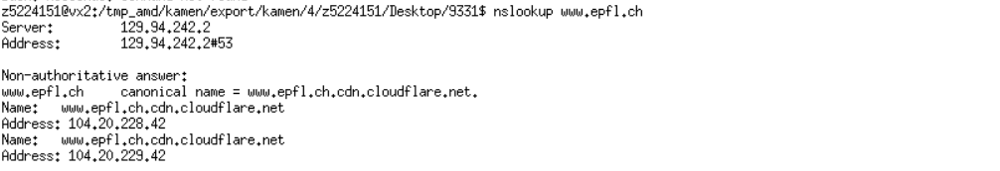 z5224151@vx2:/tmp_amd/kamen/export/kamen/4/z5224151/Desktop/9331$ nslookup www.epfl.ch
Server: 129.94.242.2
Address: 129.94.242.2#53
Non-authoritative answer:
www.epfl.ch canonical name = www.epfl.ch.cdn.cloudflare.net.
Name: www.epfl.ch.cdn.cloudflare.net
Address: 104.20.228.42
Name: www.epfl.ch.cdn.cloudflare.net
Address: 104.20.229.42